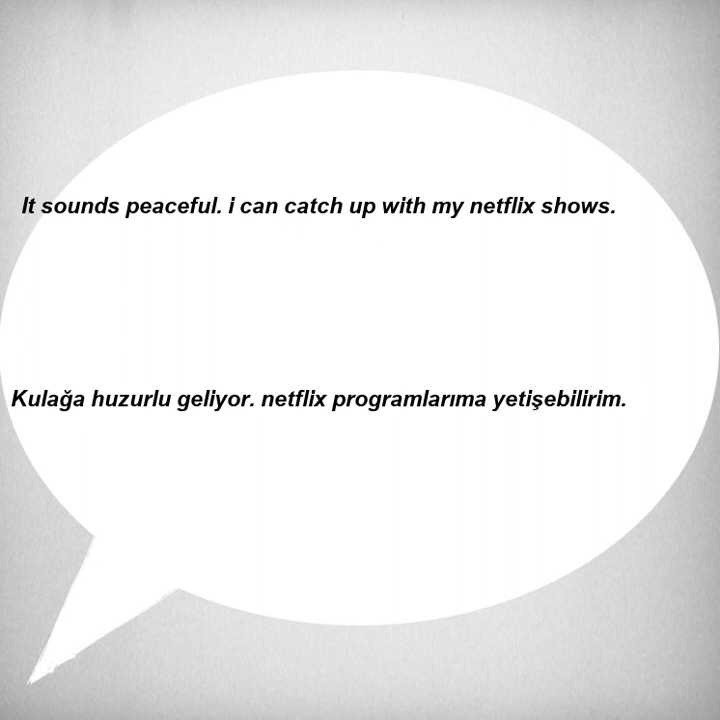 It sounds peaceful. i can catch up with my netflix shows.
Kulağa huzurlu geliyor. netflix programlarıma yetişebilirim.